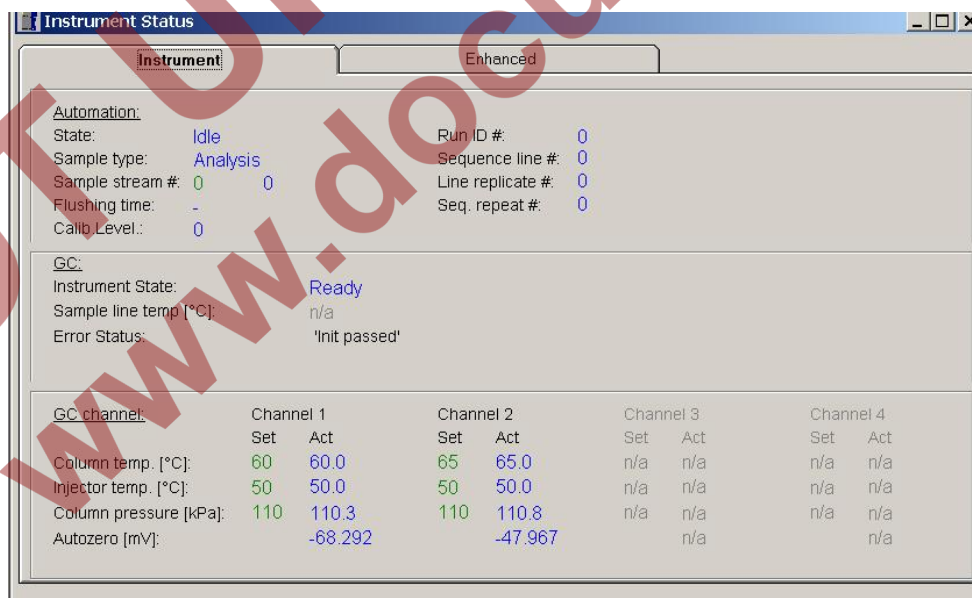 Instrument Status
Instrument Enhanced
Automation:
State: Idle Run ID #: 0
Sample type: Analysis Sequence line #: 0
Sample stream #: 0 0 Line replicate #: 0
Flushing time: - Seq. repeat #: 0
Calib.Level.: 0
GC:
Instrument State: Ready
Sample line temp [°C]: n/a
Error Status: 'Init passed'
GC channel: Channel 1 Channel 2 Channel 3 Channel 4
Set Act Set Act Set Act Set Act
Column temp. [°C]: 60 60.0 65 65.0 n/a n/a n/a n/a
Injector temp. [°C]: 50 50.0 50 50.0 n/a n/a n/a n/a
Column pressure [kPa]: 110 110.3 110 110.8 n/a n/a n/a n/a
Autozero [mV]: -68.292 -47.967 n/a n/a
www.docu